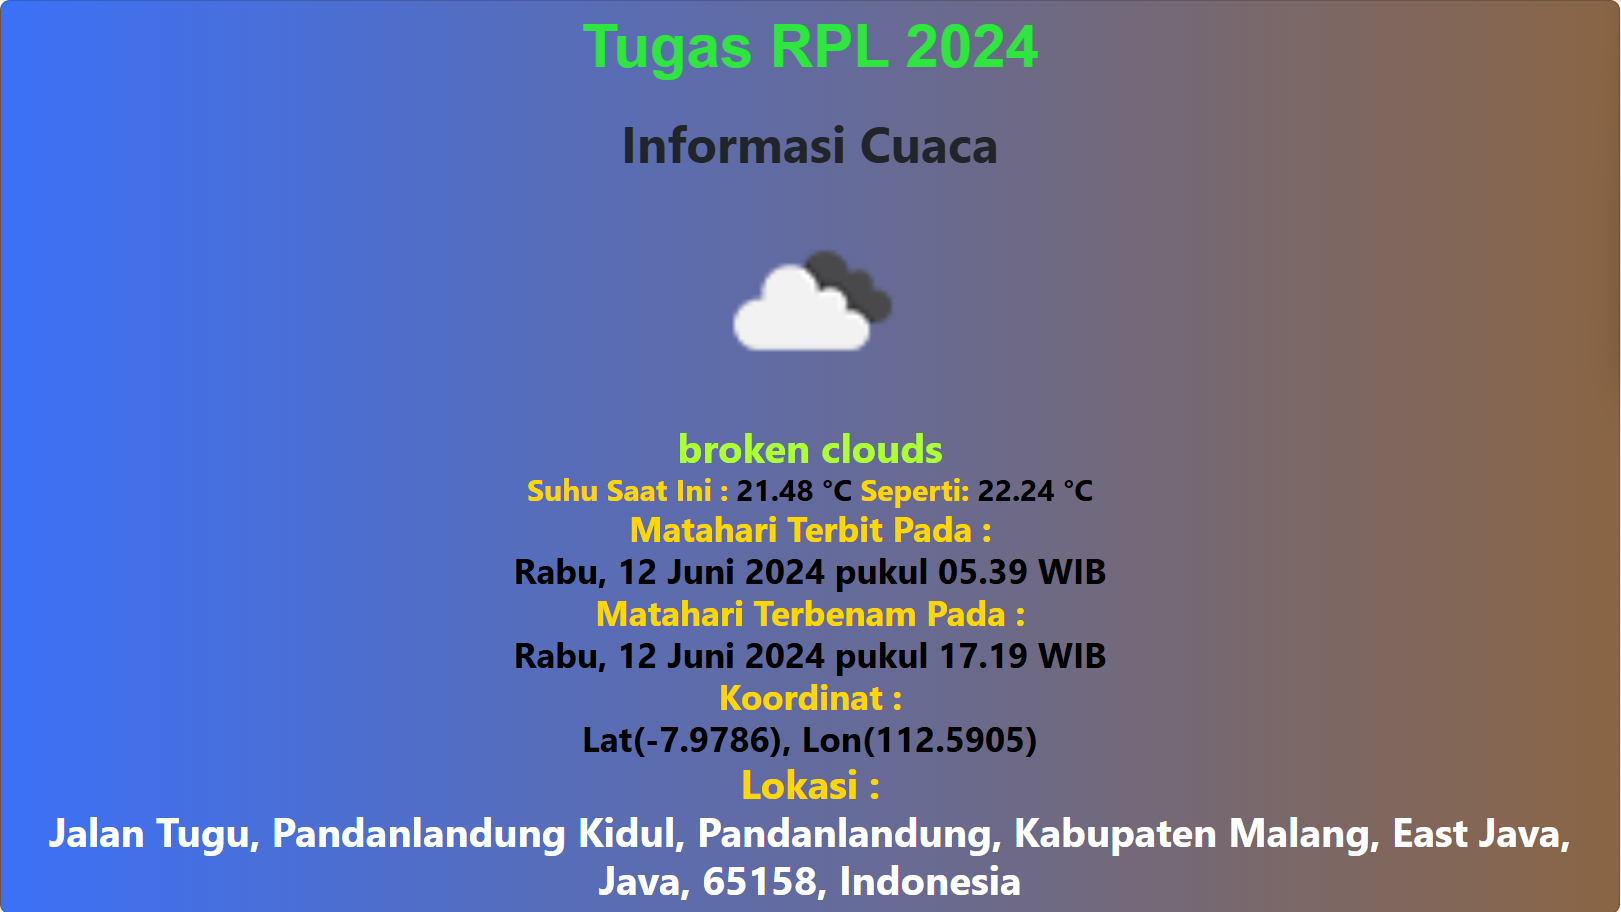 Tugas RPL 2024
Informasi Cuaca
broken clouds
Suhu Saat Ini : 21.48 °C Seperti: 22.24 °C
Matahari Terbit Pada :
Rabu, 12 Juni 2024 pukul 05.39 WIB
Matahari Terbenam Pada :
Rabu, 12 Juni 2024 pukul 17.19 WIB
Koordinat :
Lat(-7.9786), Lon(112.5905)
Lokasi :
Jalan Tugu, Pandanlandung Kidul, Pandanlandung, Kabupaten Malang, East Java,
Java, 65158, Indonesia